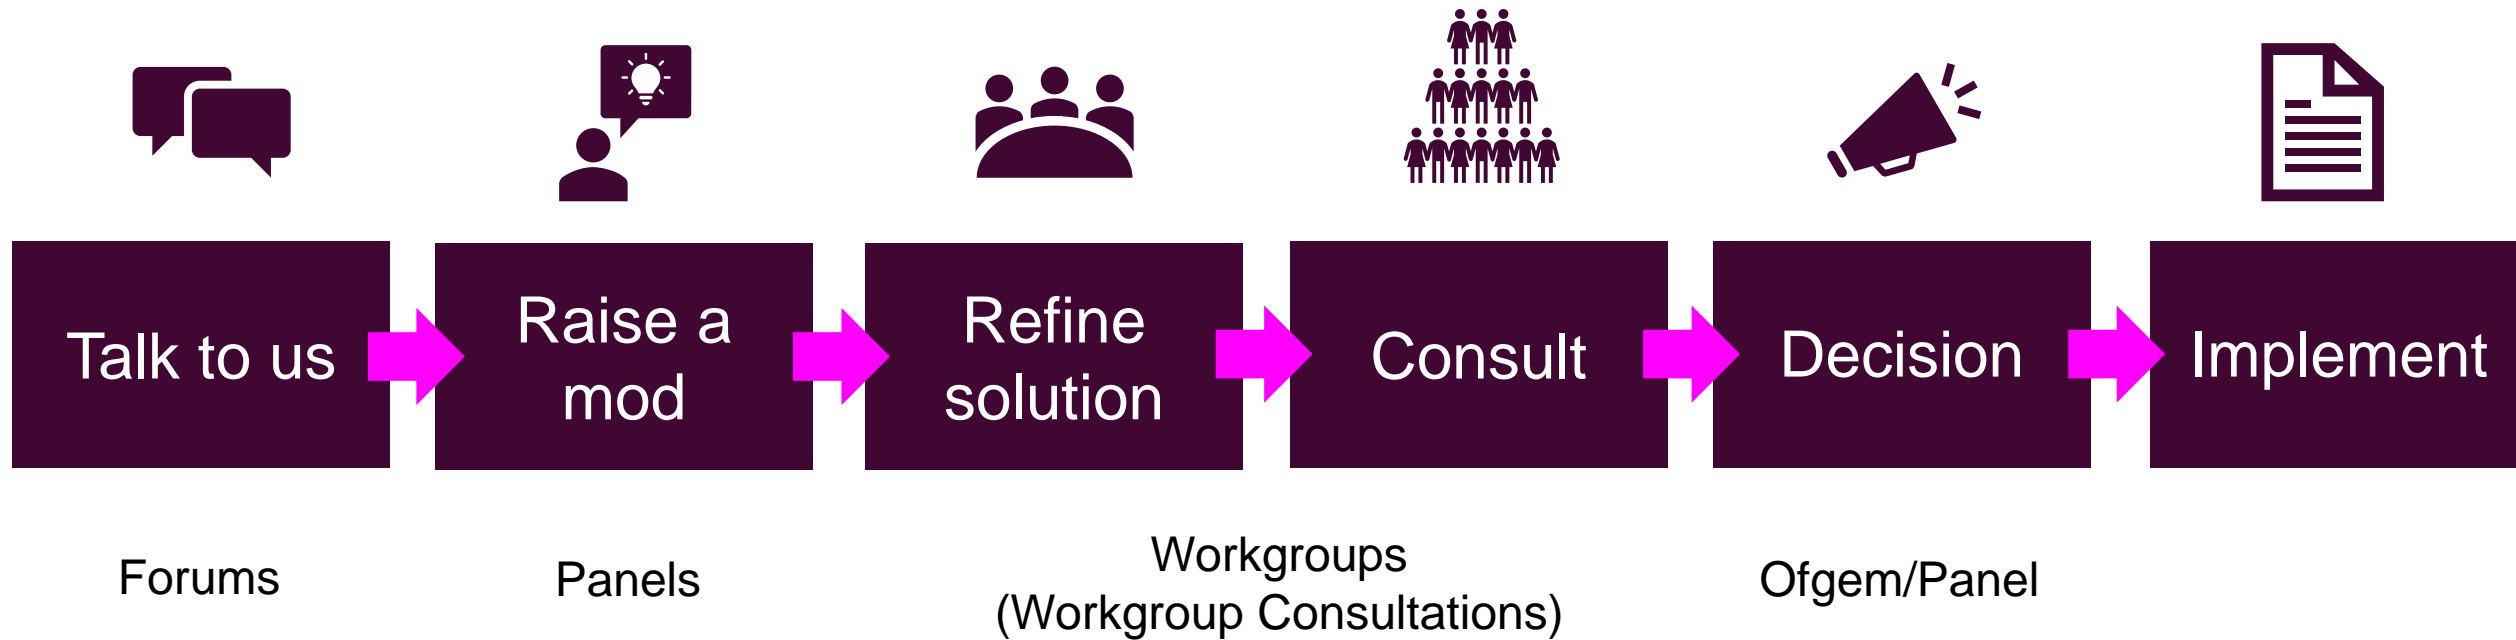 Talk to us
Raise a
mod
Refine
solution
Consult
Decision
Implement
Forums
Panels
Workgroups
(Workgroup Consultations)
Ofgem/Panel